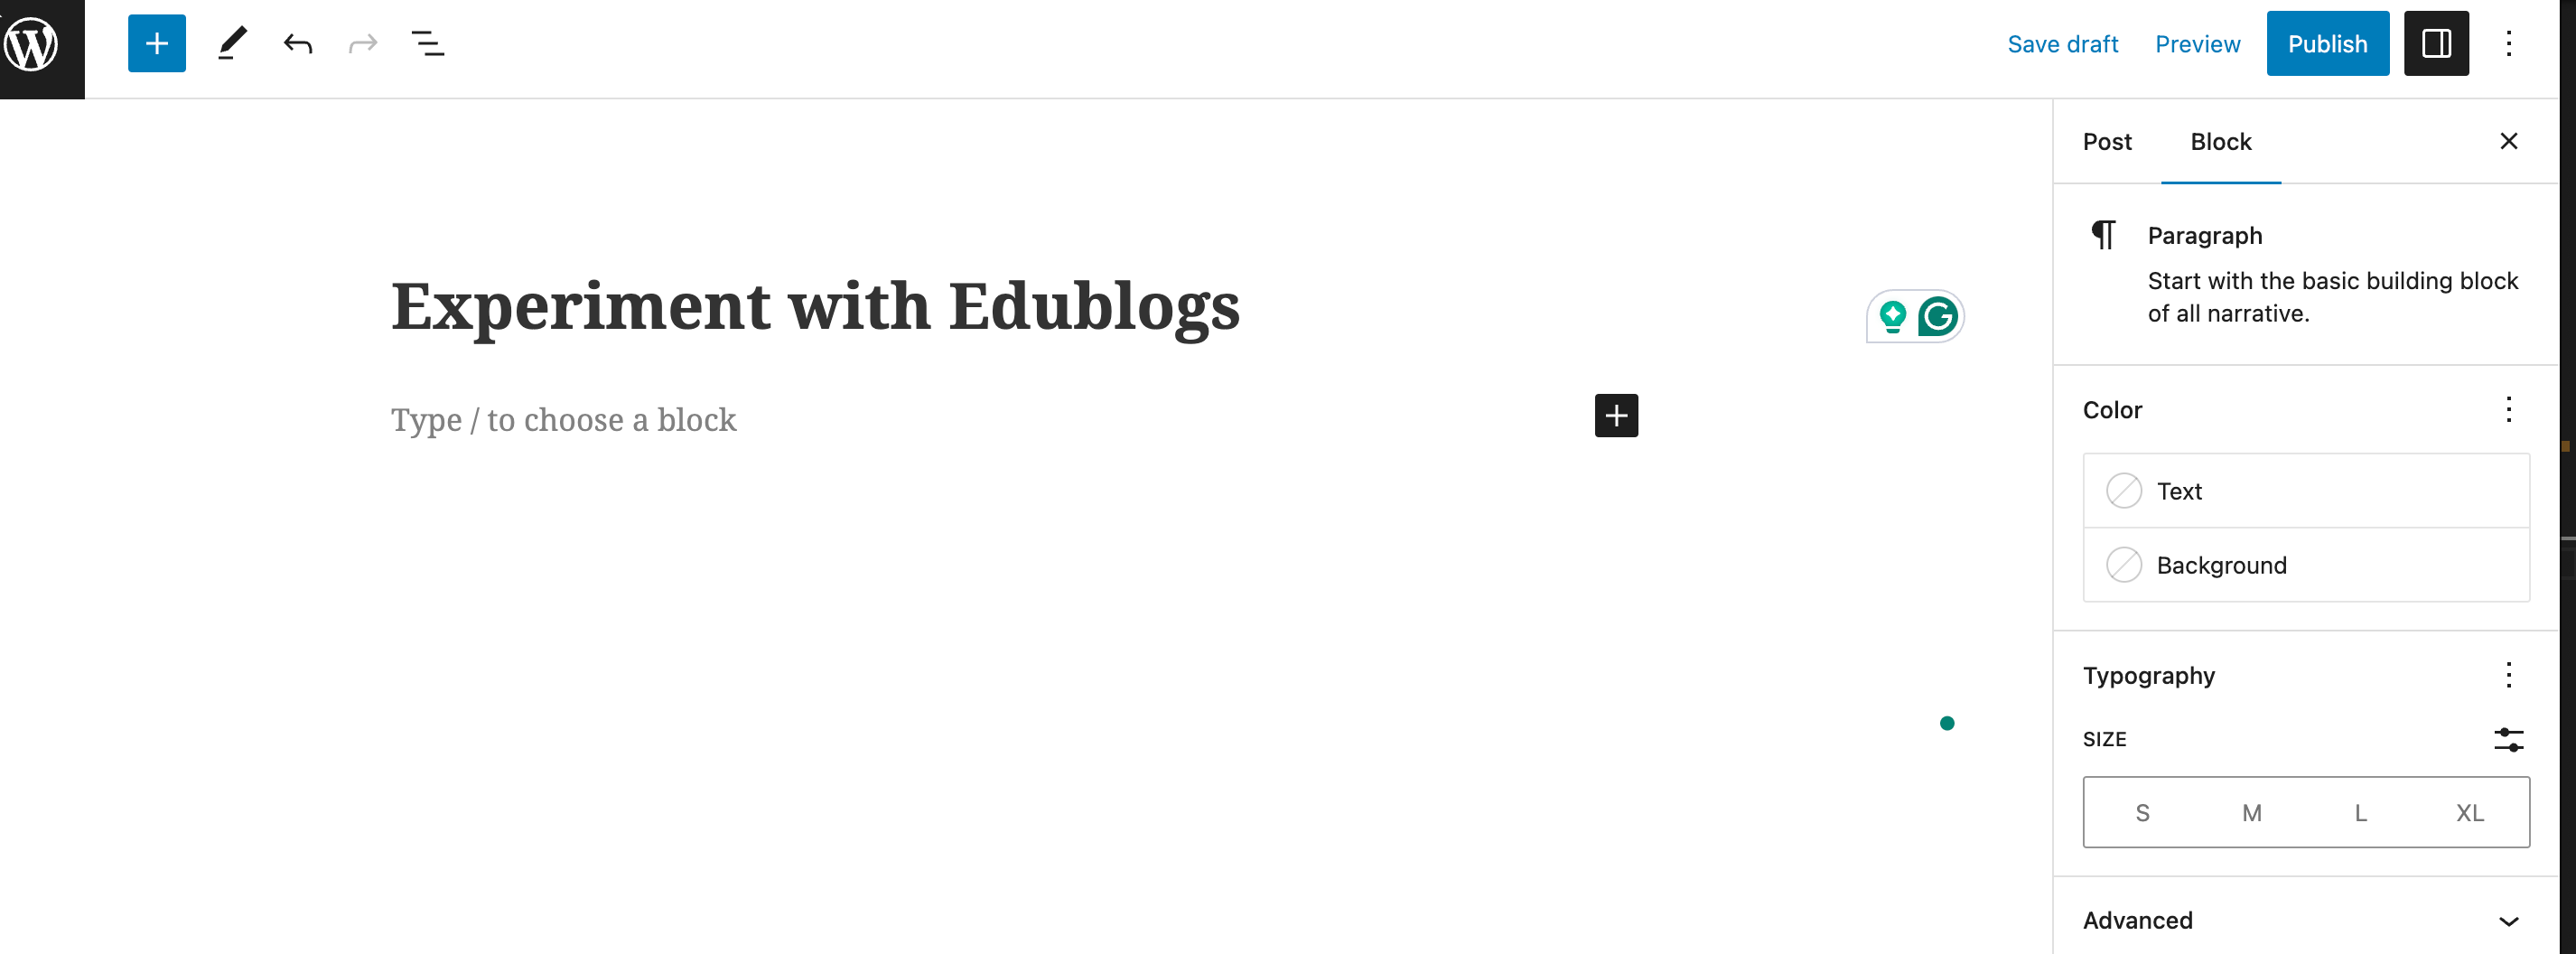 Save draft
Preview
Publish
Post
Block
Paragraph
Start with the basic building block
of all narrative.
Experiment with Edublogs
Type / to choose a block
Color
Text
Background
Typography
SIZE
S M L XL
Advanced